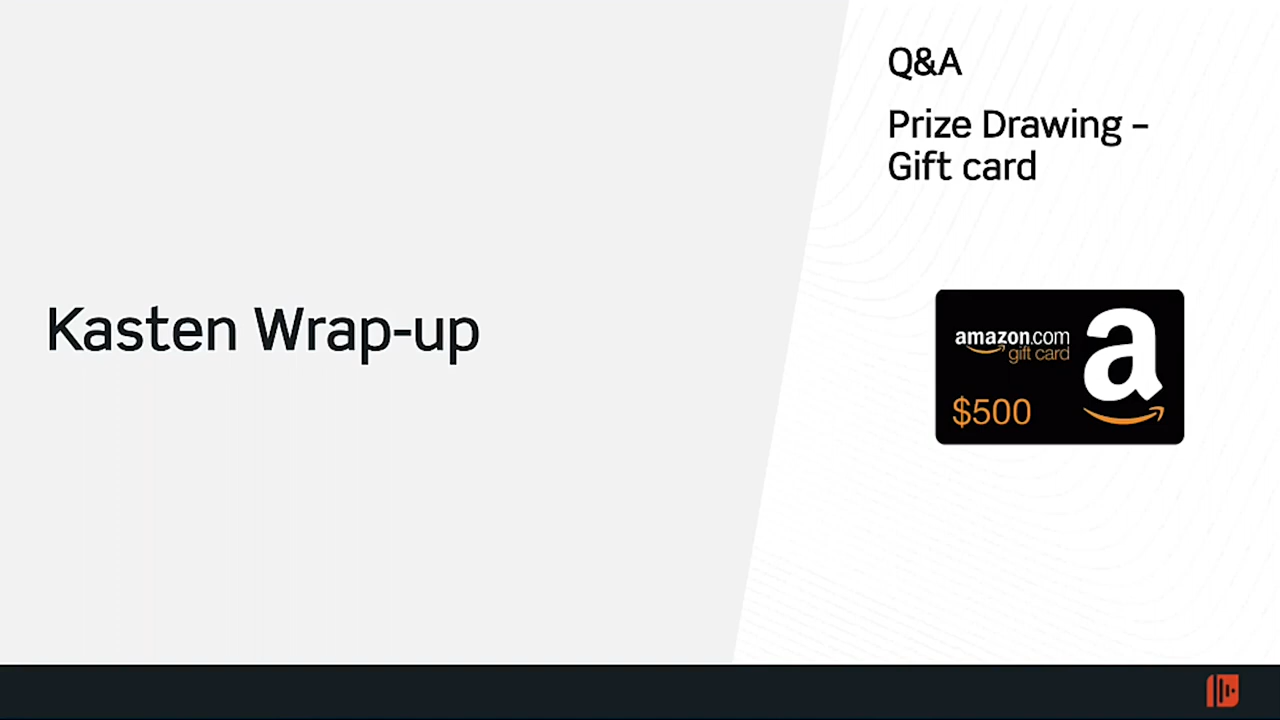 Kasten Wrap-up
Q&A
Prize Drawing –
Gift card
amazon.com
gift card
a
$500